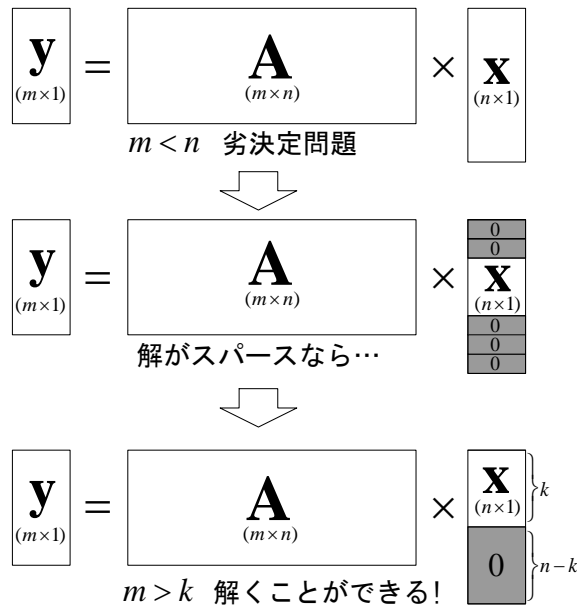 y = A × x
(m×1) (m×n) (n×1)
m < n 劣決定問題
0
0
y = A × x
(m×1) (m×n) (n×1)
0
0
0
解がスパースなら…
y = A × x } k
(m×1) (m×n) (n×1)
0 } n−k
m > k 解くことができる!